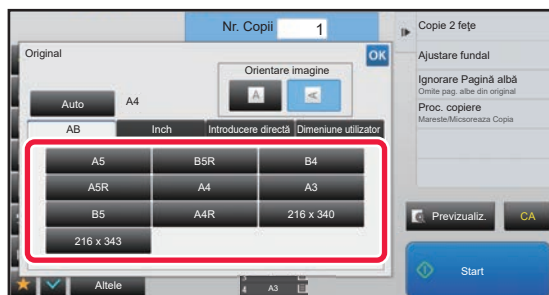 Nr. Copii 1
Original
OK
Orientare imagine
A A
Auto A4
AB Inch Introducere directă Dimeniune utilizator
A5 B5R B4
A5R A4 A3
B5 A4R 216 x 340
216 x 343
Altele
4 A3
Copie 2 fețe
Ajustare fundal
Ignorare Pagină albă
Omite pag. albe din original
Proc. copiere
Mareste/Micsoreaza Copia
Previzualiz. CA
Start